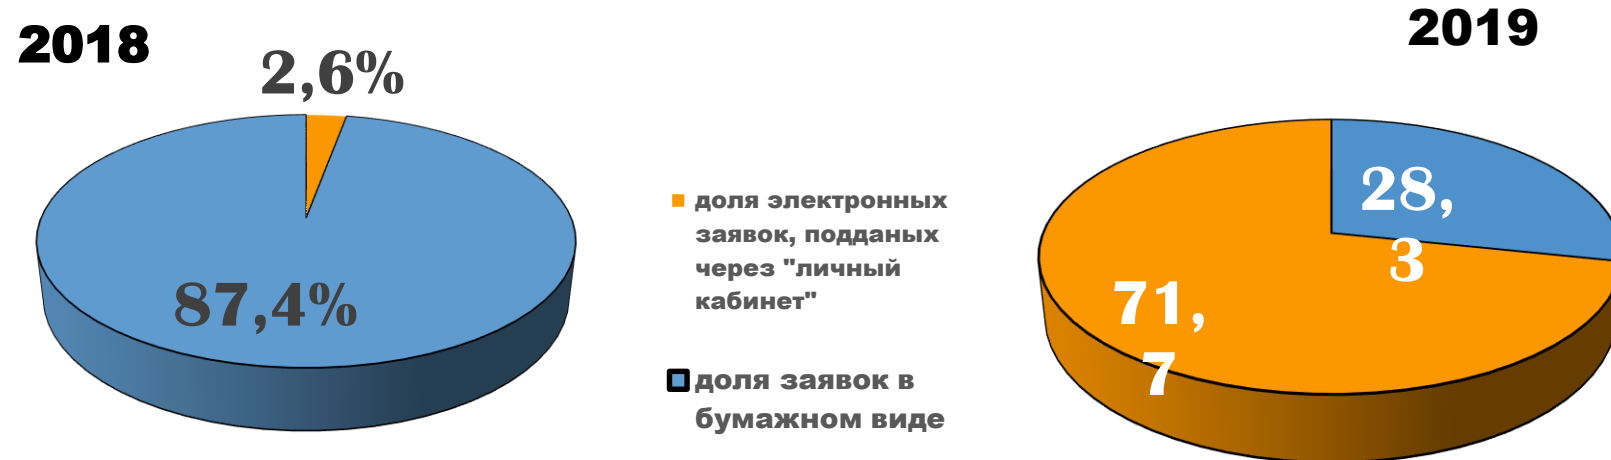 2018
2,6%
87,4%
доля электронных
заявок, подданых
через "личный
кабинет"
доля заявок в
бумажном виде
2019
28,
3
71,
7